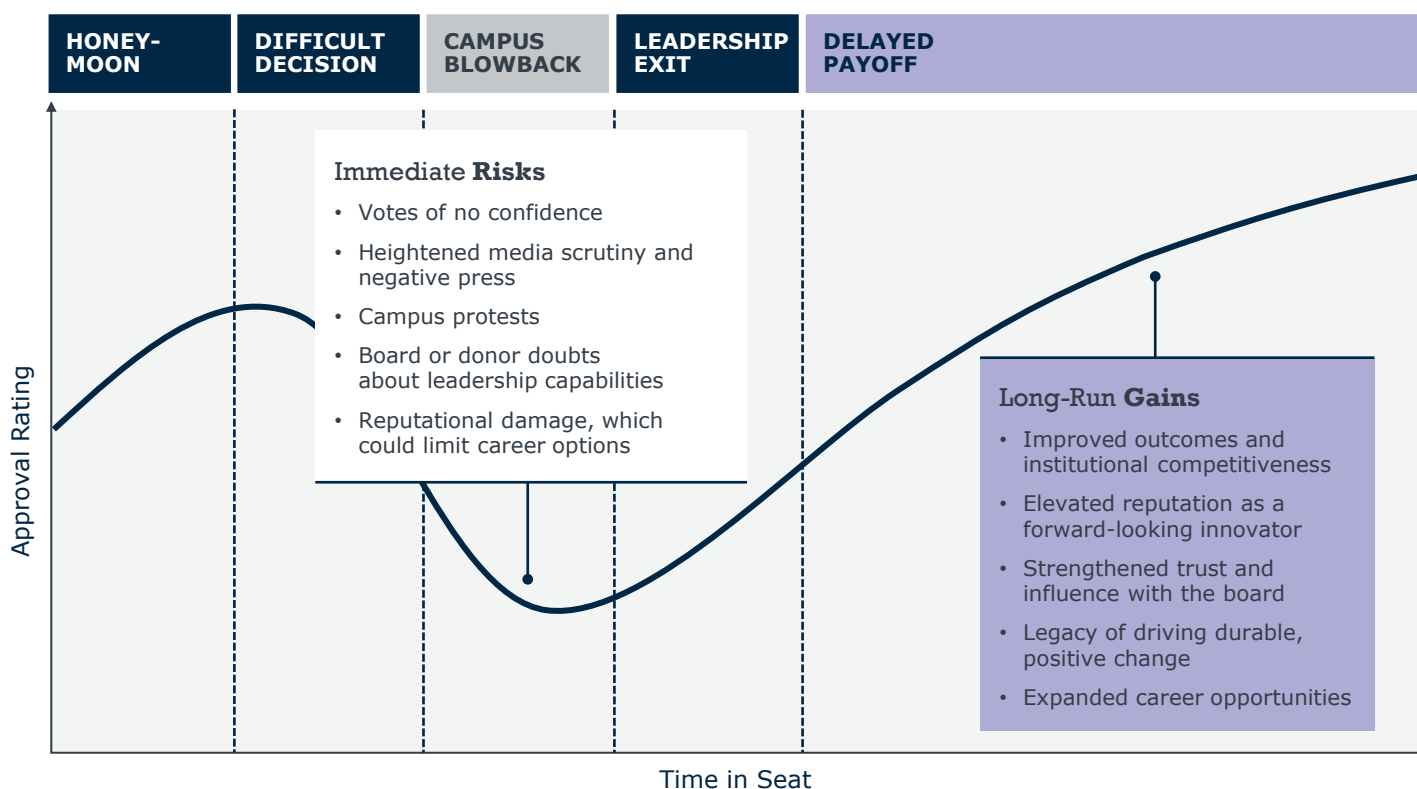 HONEY-
MOON
DIFFICULT
DECISION
CAMPUS
BLOWBACK
LEADERSHIP
EXIT
DELAYED
PAYOFF
Immediate Risks
• Votes of no confidence
• Heightened media scrutiny and
negative press
• Campus protests
• Board or donor doubts
about leadership capabilities
• Reputational damage, which
could limit career options
Approval Rating
Long-Run Gains
• Improved outcomes and
institutional competitiveness
• Elevated reputation as a
forward-looking innovator
• Strengthened trust and
influence with the board
• Legacy of driving durable,
positive change
• Expanded career opportunities
Time in Seat